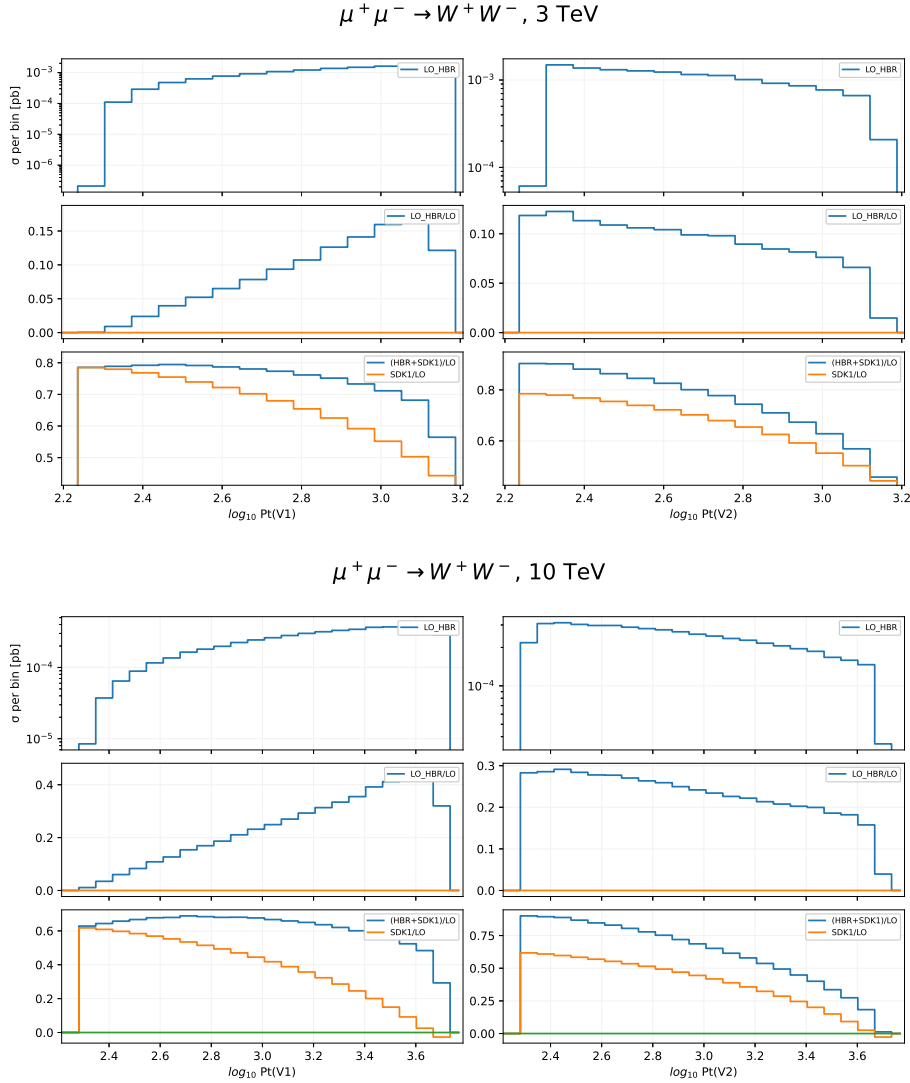 μ⁺μ⁻ → W⁺W⁻, 3 TeV
σ per bin [pb]
10⁻³
10⁻⁴
10⁻⁵
10⁻⁶
LO_HBR
10⁻³
10⁻⁴
LO_HBR
0.15
0.10
0.05
0.00
LO_HBR/LO
0.10
0.05
0.00
LO_HBR/LO
0.8
0.7
0.6
0.5
(HBR+SDK1)/LO
SDK1/LO
2.2 2.4 2.6 2.8 3.0 3.2
log₁₀ Pt(V1)
0.8
0.6
(HBR+SDK1)/LO
SDK1/LO
2.2 2.4 2.6 2.8 3.0 3.2
log₁₀ Pt(V2)
μ⁺μ⁻ → W⁺W⁻, 10 TeV
σ per bin [pb]
10⁻⁴
10⁻⁵
LO_HBR
10⁻⁴
LO_HBR
0.4
0.2
0.0
LO_HBR/LO
0.3
0.2
0.1
0.0
LO_HBR/LO
0.6
0.4
0.2
0.0
(HBR+SDK1)/LO
SDK1/LO
2.4 2.6 2.8 3.0 3.2 3.4 3.6
log₁₀ Pt(V1)
0.75
0.50
0.25
0.00
(HBR+SDK1)/LO
SDK1/LO
2.4 2.6 2.8 3.0 3.2 3.4 3.6
log₁₀ Pt(V2)